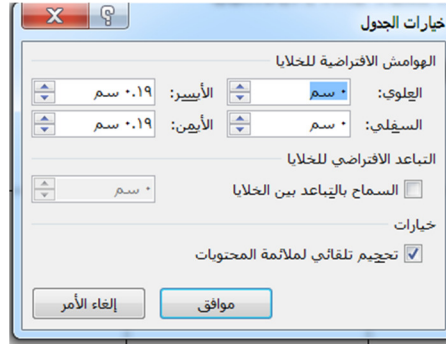 خيارات الجدول
الهوامش الافتراضية للخلايا
العلوي: ٠ سم الأيسر: ٠.١٩ سم
السفلي: ٠ سم الأيمن: ٠.١٩ سم
التباعد الافتراضي للخلايا
السماح بالتباعد بين الخلايا ٠ سم
خيارات
تحجيم تلقائي لملائمة المحتويات
موافق إلغاء الأمر